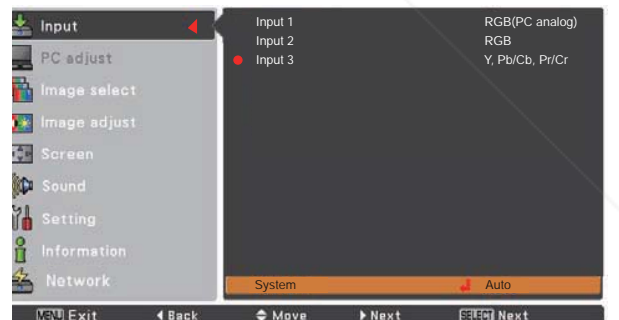 Input
PC adjust
Image select
Image adjust
Screen
Sound
Setting
Information
Network
Input 1 RGB(PC analog)
Input 2 RGB
Input 3 Y, Pb/Cb, Pr/Cr
System Auto
MENU Exit Back Move Next SELECT Next